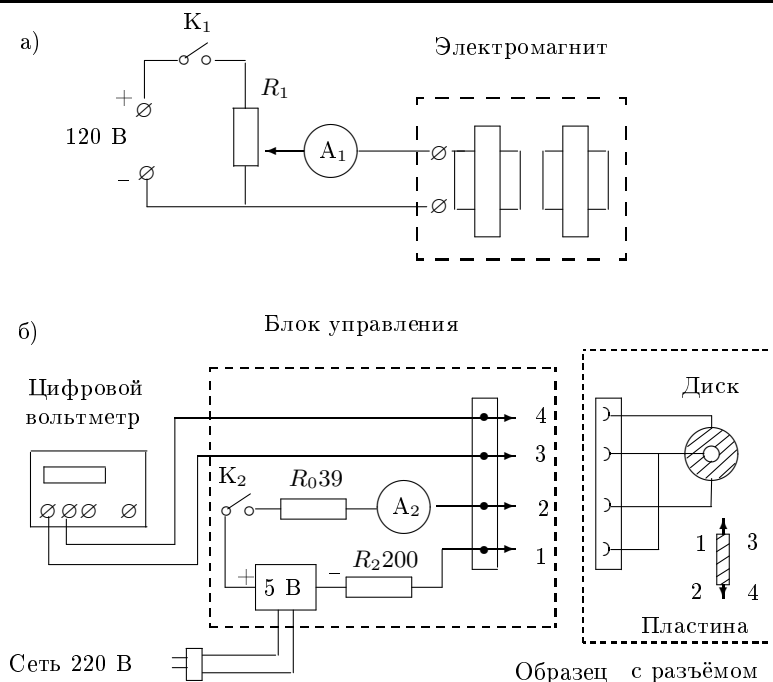 а)
K₁
Электромагнит
R₁
+
120 В
A₁
–
б)
Блок управления
Цифровой
вольтметр
Диск
4
3
K₂
R₀39
A₂
2
1
R₂200
+
–
5 В
1 3
2 4
Пластина
Сеть 220 В
Образец с разъёмом